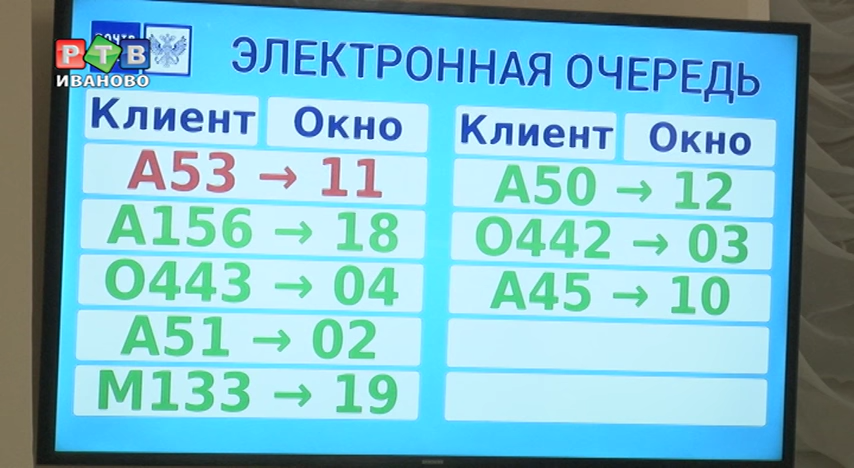 ПОЧТА
РТВ
ИВАНОВО
ЭЛЕКТРОННАЯ ОЧЕРЕДЬ
Клиент Окно
А53 → 11
А156 → 18
О443 → 04
А51 → 02
М133 → 19
Клиент Окно
А50 → 12
О442 → 03
А45 → 10